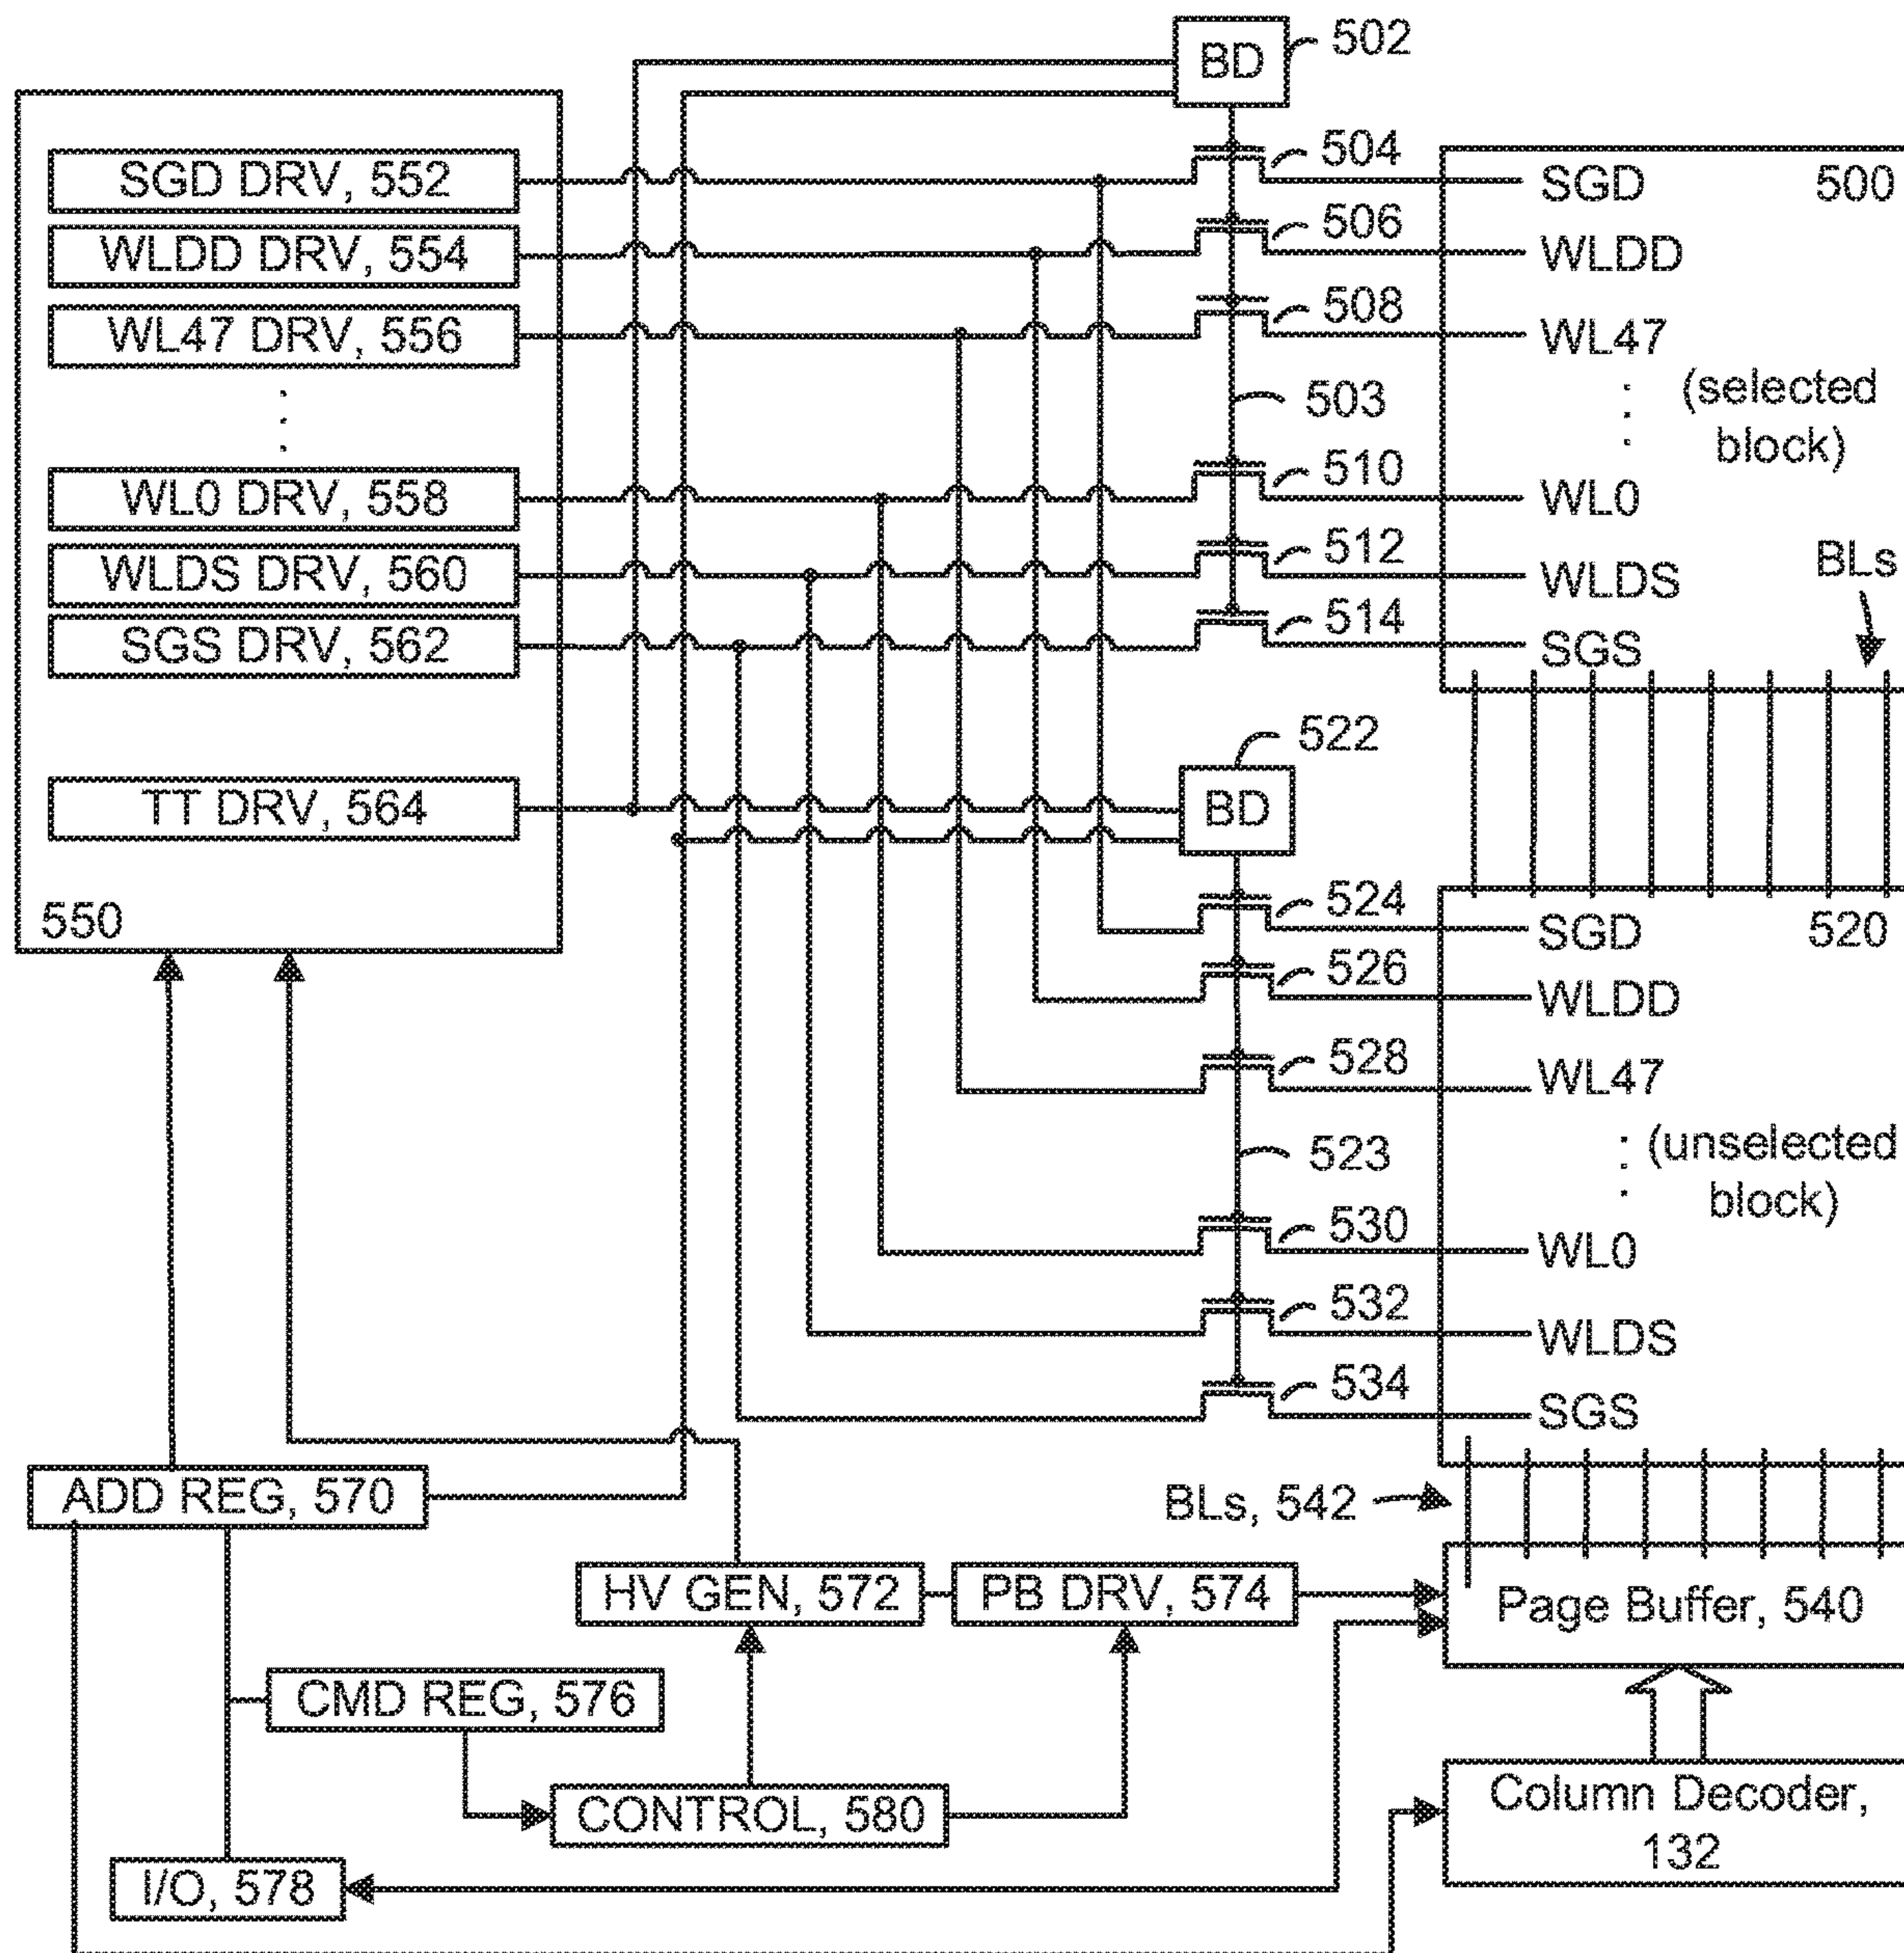 BD
502
SGD DRV, 552
504
SGD
500
WLDD DRV, 554
506
WLDD
WL47 DRV, 556
508
WL47
(selected
block)
503
WL0 DRV, 558
510
WL0
WLDS DRV, 560
512
WLDS
BLs
SGS DRV, 562
514
SGS
522
TT DRV, 564
BD
550
524
SGD
520
526
WLDD
528
WL47
(unselected
block)
523
530
WL0
532
WLDS
534
SGS
ADD REG, 570
BLs, 542
HV GEN, 572
PB DRV, 574
Page Buffer, 540
CMD REG, 576
CONTROL, 580
Column Decoder,
132
I/O, 578